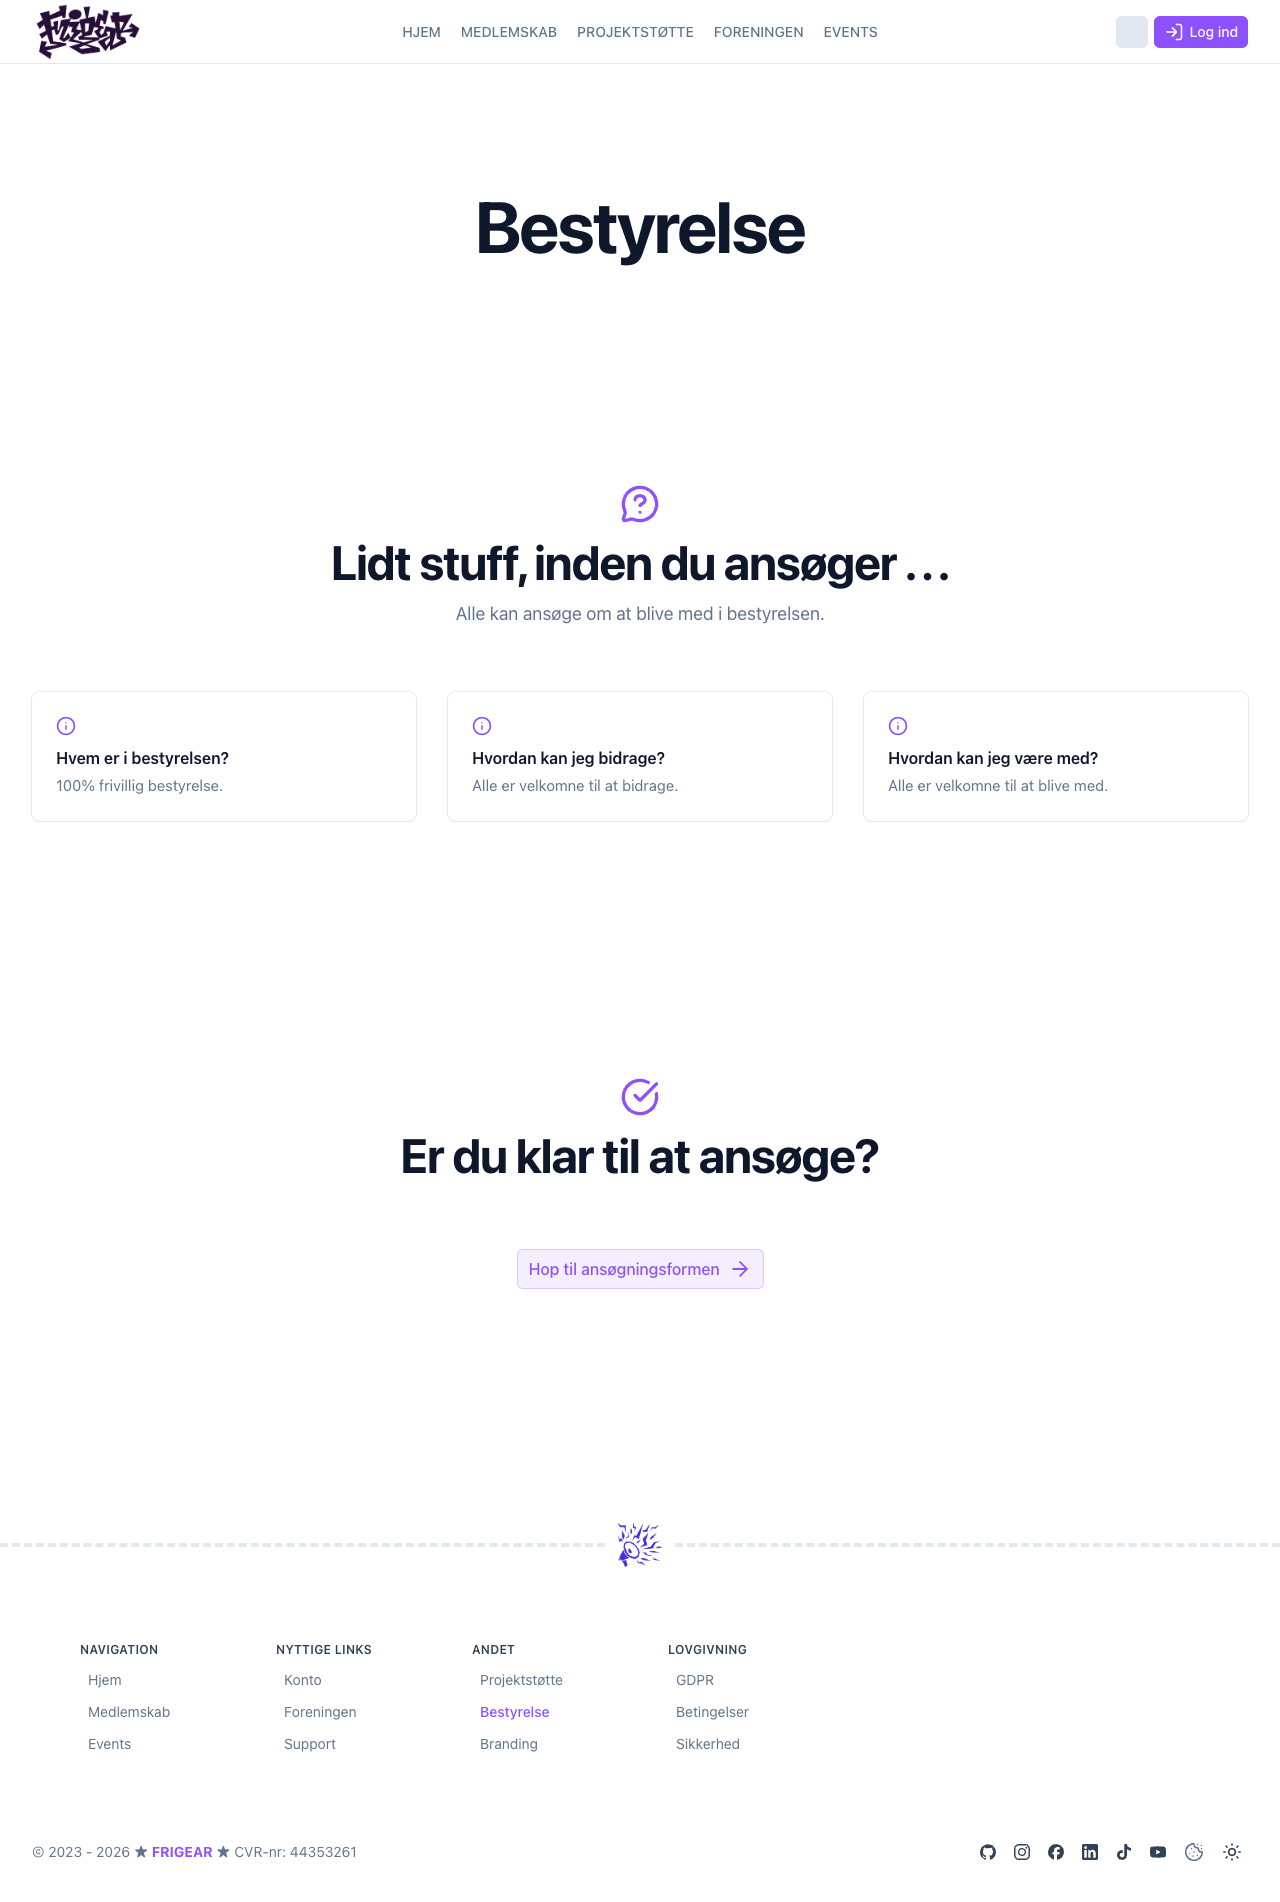 HJEM MEDLEMSKAB PROJEKTSTØTTE FORENINGEN EVENTS
Log ind
Bestyrelse
Lidt stuff, inden du ansøger …
Alle kan ansøge om at blive med i bestyrelsen.
Hvem er i bestyrelsen?
100% frivillig bestyrelse.
Hvordan kan jeg bidrage?
Alle er velkomne til at bidrage.
Hvordan kan jeg være med?
Alle er velkomne til at blive med.
Er du klar til at ansøge?
Hop til ansøgningsformen
NAVIGATION
Hjem
Medlemskab
Events
NYTTIGE LINKS
Konto
Foreningen
Support
ANDET
Projektstøtte
Bestyrelse
Branding
LOVGIVNING
GDPR
Betingelser
Sikkerhed
© 2023 - 2026 ★ FRIGEAR ★ CVR-nr: 44353261